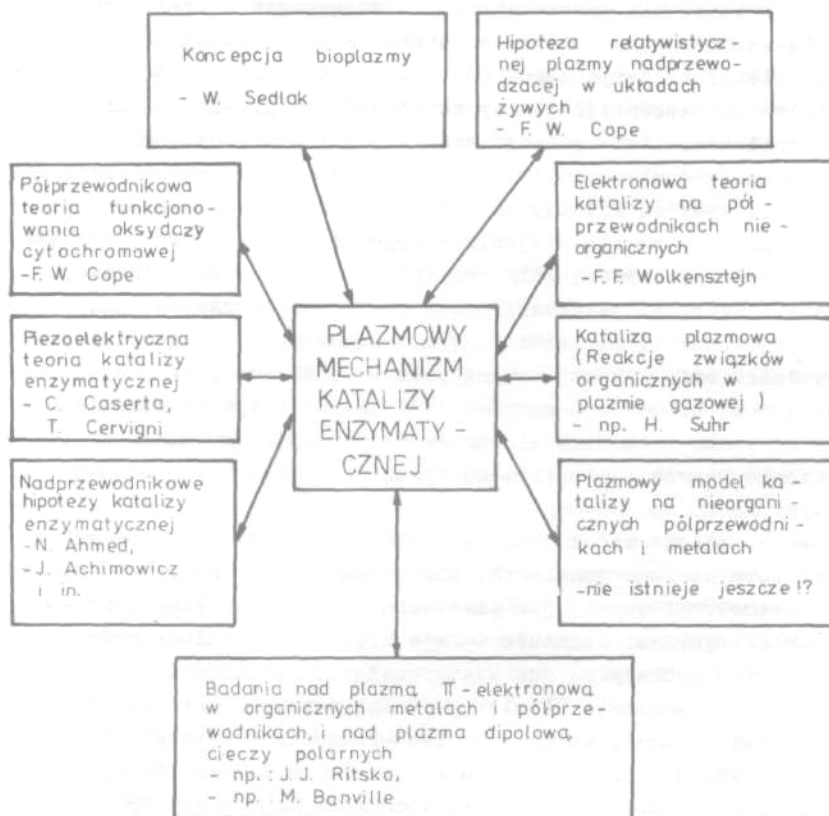 Koncepcja bioplazmy
- W. Sedlak
Hipoteza relatywistycz-
nej plazmy nadprzewo-
dzacej w układach
żywych
- F. W. Cope
Półprzewodnikowa
teoria funkcjono-
wania oksydazy
cytochromowej
-F. W. Cope
Elektronowa teoria
katalizy na pół-
przewodnikach nie-
organicznych
-F. F. Wolkensztejn
Piezoelektryczna
teoria katalizy
enzymatycznej
- C. Caserta,
T. Cervigni
PLAZMOWY
MECHANIZM
KATALIZY
ENZYMATY-
CZNEJ
Kataliza plazmowa
(Reakcje związków
organicznych w
plazmie gazowej)
- np. H. Suhr
Nadprzewodnikowe
hipotezy katalizy
enzymatycznej
-N. Ahmed,
-J. Achimowicz
i in.
Plazmowy model ka-
talizy na nieorgani-
cznych półprzewodni-
kach i metalach
-nie istnieje jeszcze!?
Badania nad plazmą π-elektronową
w organicznych metalach i półprze-
wodnikach, i nad plazmą dipolową,
cieczy polarnych
- np.: J. J. Ritsko,
- np.: M. Banville